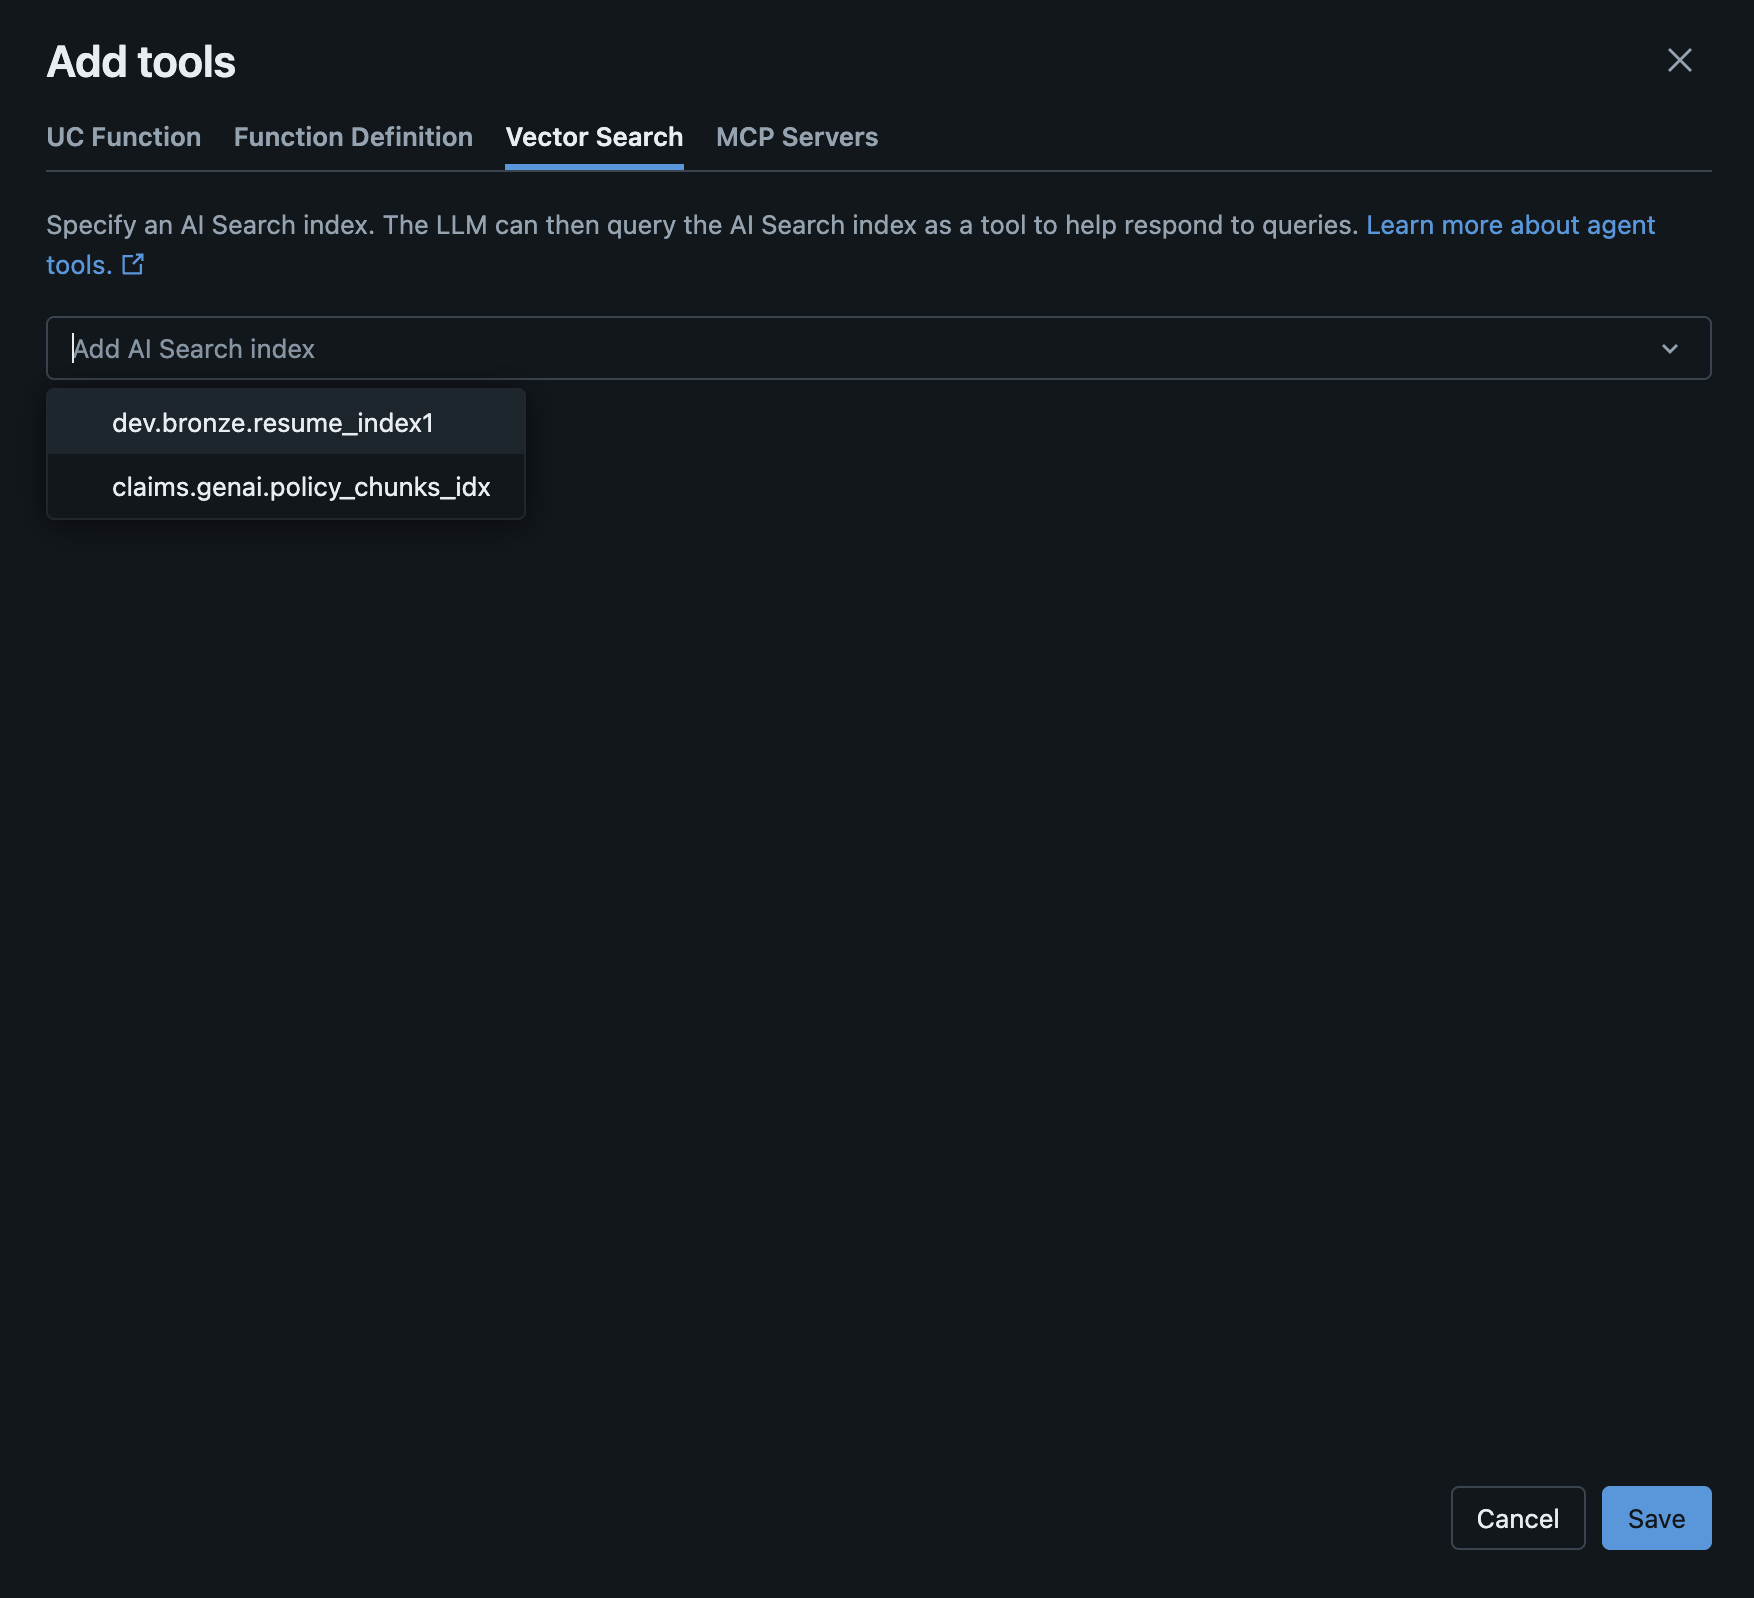 Add tools
UC Function Function Definition Vector Search MCP Servers
Specify an AI Search index. The LLM can then query the AI Search index as a tool to help respond to queries. Learn more about agent
tools.
Add AI Search index
dev.bronze.resume_index1
claims.genai.policy_chunks_idx
Cancel Save